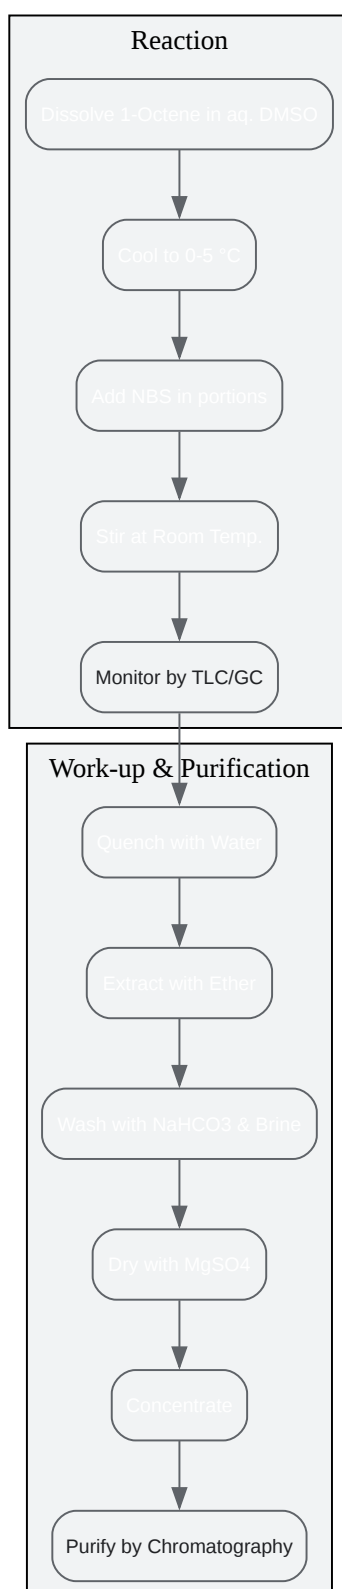 Reaction
Dissolve 1-Octene in aq. DMSO
Cool to 0-5 °C
Add NBS in portions
Stir at Room Temp.
Monitor by TLC/GC
Work-up & Purification
Quench with Water
Extract with Ether
Wash with NaHCO3 & Brine
Dry with MgSO4
Concentrate
Purify by Chromatography